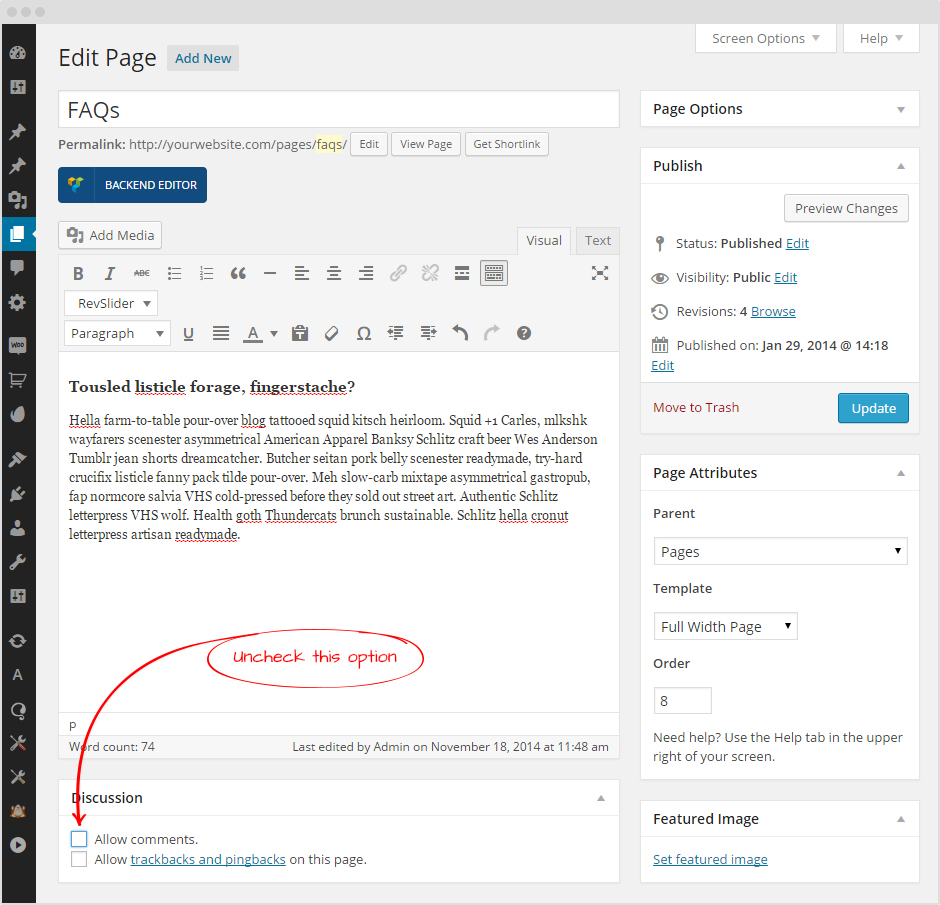 Screen Options
Help
Edit Page
Add New
FAQs
Permalink: http://yourwebsite.com/pages/faqs/
Edit
View Page
Get Shortlink
BACKEND EDITOR
Add Media
Visual
Text
B
I
ABC
RevSlider
Paragraph
U
A
Ω
Tousled listicle forage, fingerstache?
Hella farm-to-table pour-over blog tattooed squid kitsch heirloom. Squid +1 Carles, mlkshk
wayfarers scenester asymmetrical American Apparel Banksy Schlitz craft beer Wes Anderson
Tumblr jean shorts dreamcatcher. Butcher seitan pork belly scenester readymade, try-hard
crucifix listicle fanny pack tilde pour-over. Meh slow-carb mixtape asymmetrical gastropub,
fap normcore salvia VHS cold-pressed before they sold out street art. Authentic Schlitz
letterpress VHS wolf. Health goth Thundercats brunch sustainable. Schlitz hella cronut
letterpress artisan readymade.
Uncheck this option
p
Word count: 74
Last edited by Admin on November 18, 2014 at 11:48 am
Discussion
Allow comments.
Allow trackbacks and pingbacks on this page.
Page Options
Publish
Preview Changes
Status: Published Edit
Visibility: Public Edit
Revisions: 4 Browse
Published on: Jan 29, 2014 @ 14:18
Edit
Move to Trash
Update
Page Attributes
Parent
Pages
Template
Full Width Page
Order
8
Need help? Use the Help tab in the upper
right of your screen.
Featured Image
Set featured image
WOO
A